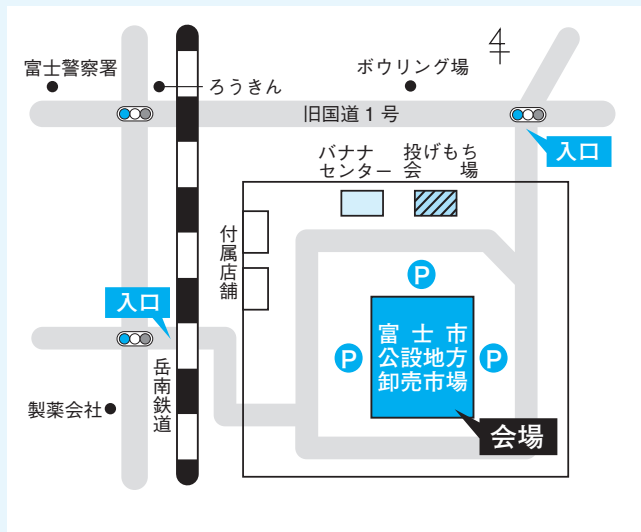 富士警察署
ろうきん
ボウリング場
旧国道1号
入口
バナナ
センター
投げもち
会場
付属店舗
P
入口
富士市
公設地方
卸売市場
P
P
岳南鉄道
製薬会社
会場